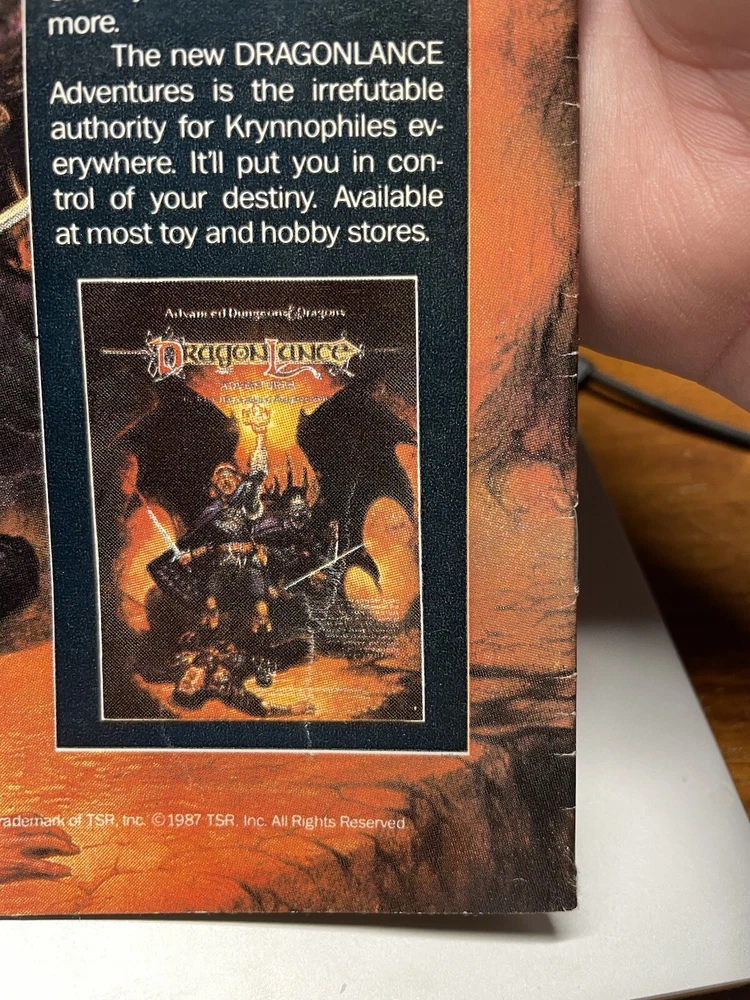 more.
The new DRAGONLANCE
Adventures is the irrefutable
authority for Krynnophiles ev-
erywhere. It'll put you in con-
trol of your destiny. Available
at most toy and hobby stores.
Advanced Dungeons & Dragons
DRAGONLANCE
ADVENTURES
rademark of TSR, Inc. ©1987 TSR, Inc. All Rights Reserved.